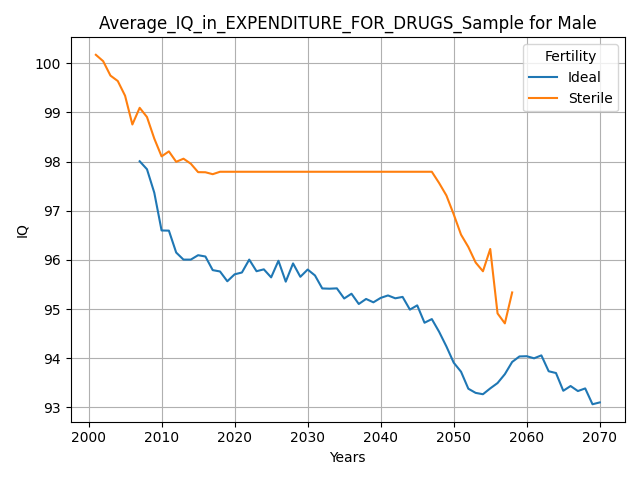 Average_IQ_in_EXPENDITURE_FOR_DRUGS_Sample for Male
Fertility
Ideal
Sterile
IQ
100
99
98
97
96
95
94
93
2000 2010 2020 2030 2040 2050 2060 2070
Years